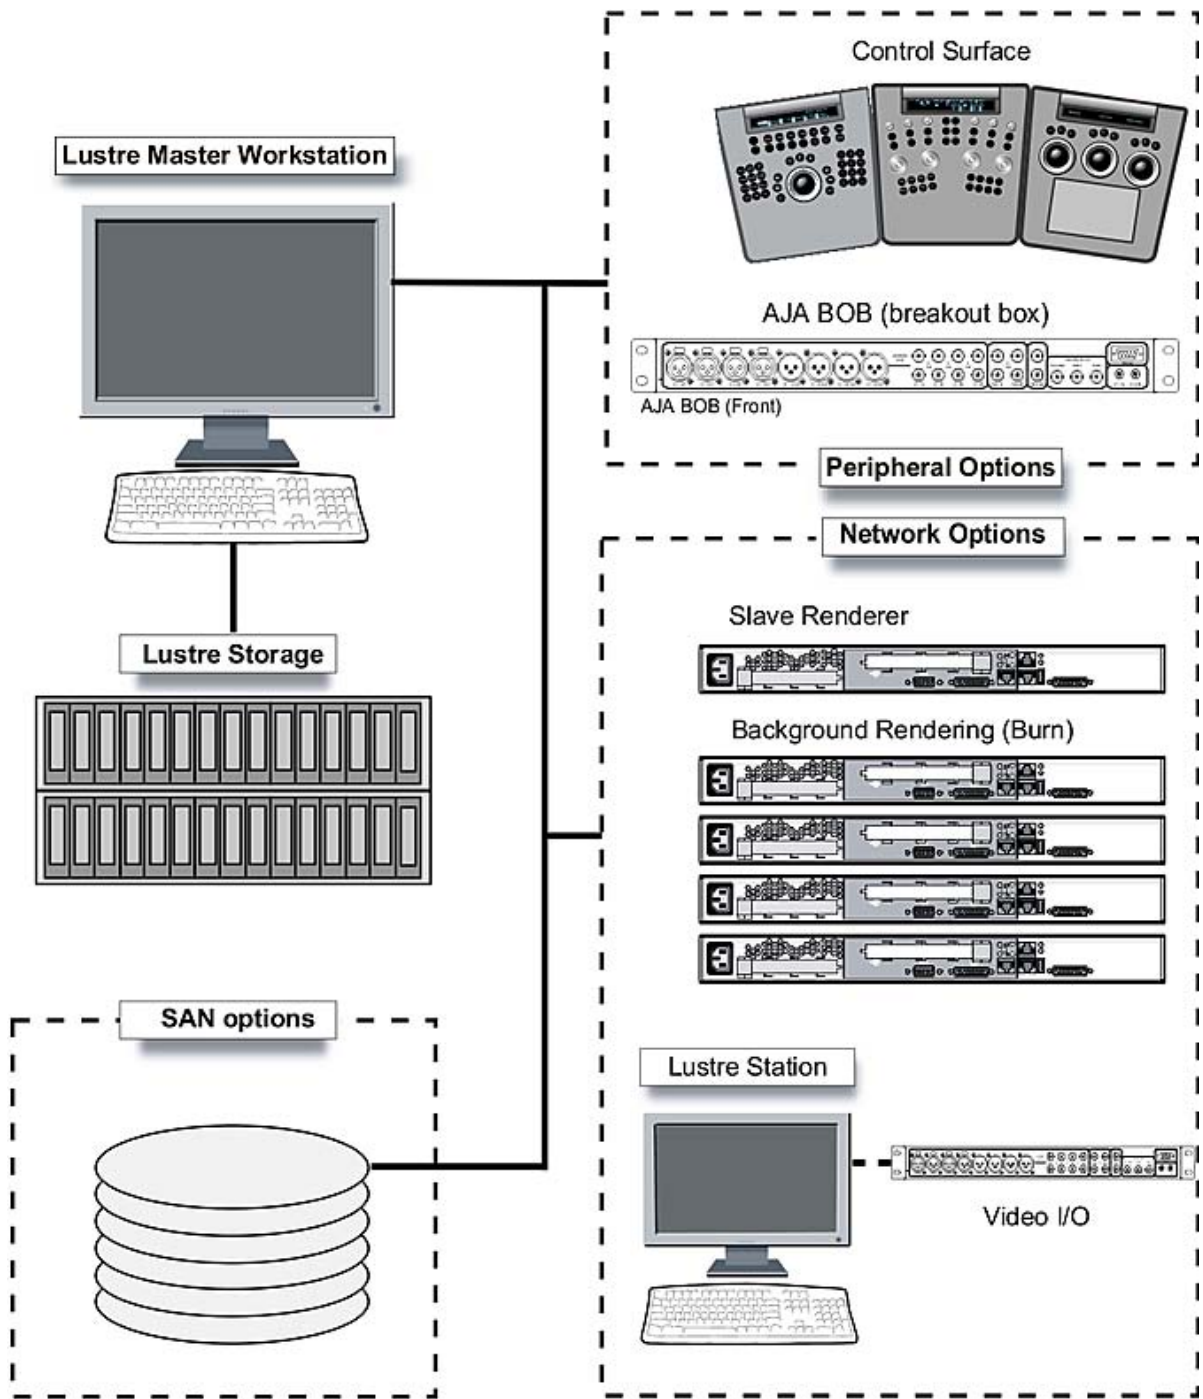 Control Surface
Lustre Master Workstation
AJA BOB (breakout box)
AJA BOB (Front)
Peripheral Options
Network Options
Slave Renderer
Lustre Storage
Background Rendering (Burn)
SAN options
Lustre Station
Video I/O